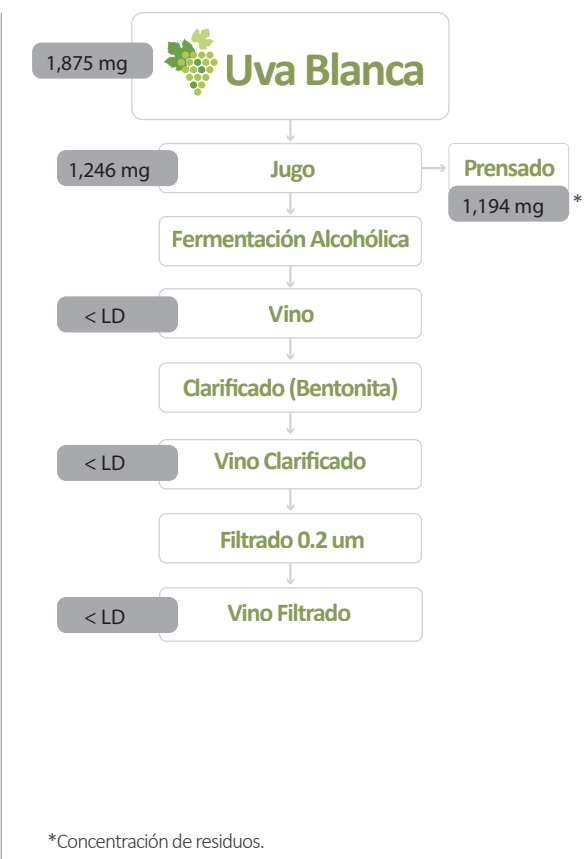 1,875 mg
Uva Blanca
1,246 mg
Jugo
Prensado
1,194 mg *
Fermentación Alcohólica
< LD
Vino
Clarificado (Bentonita)
< LD
Vino Clarificado
Filtrado 0.2 um
< LD
Vino Filtrado
*Concentración de residuos.